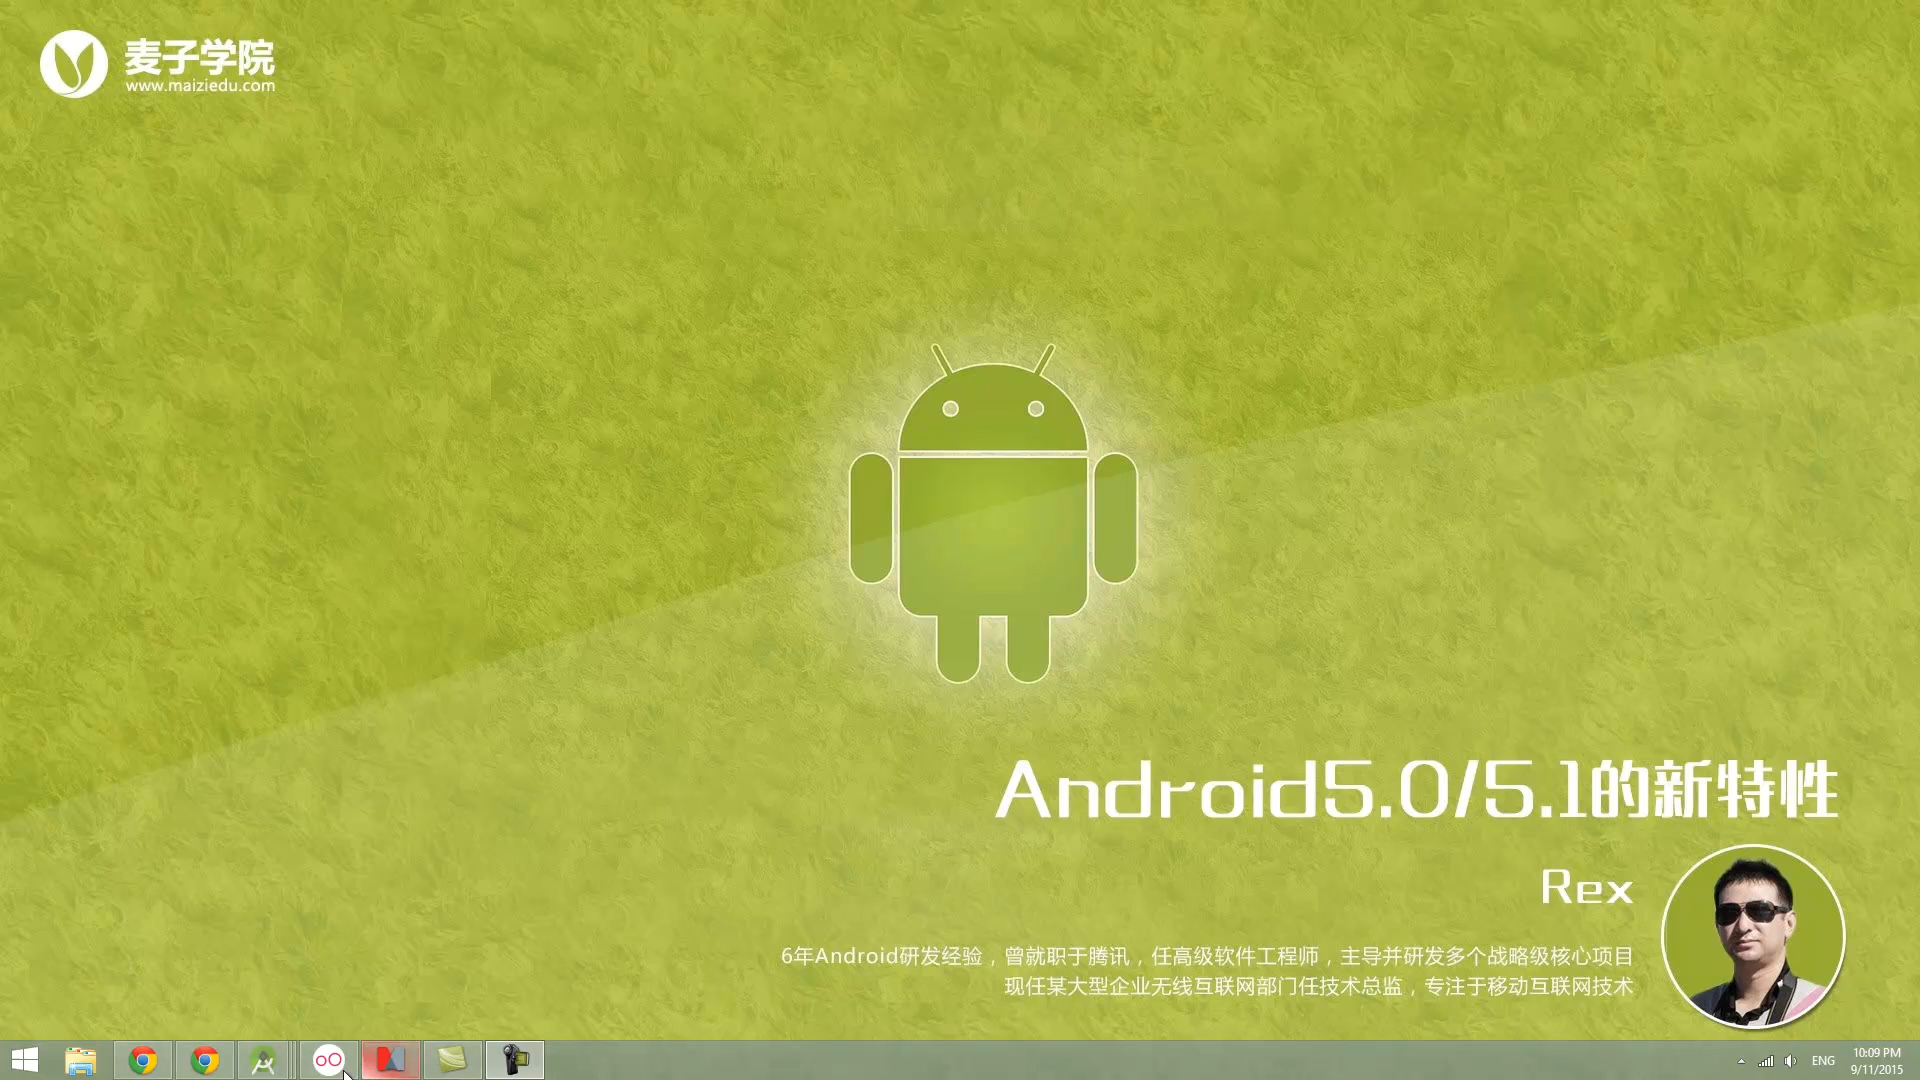 麦子学院
www.maiziedu.com
Android5.0/5.1的新特性
Rex
6年Android研发经验，曾就职于腾讯，任高级软件工程师，主导并研发多个战略级核心项目
现任某大型企业无线互联网部门任技术总监，专注于移动互联网技术
ENG
10:09 PM
9/11/2015